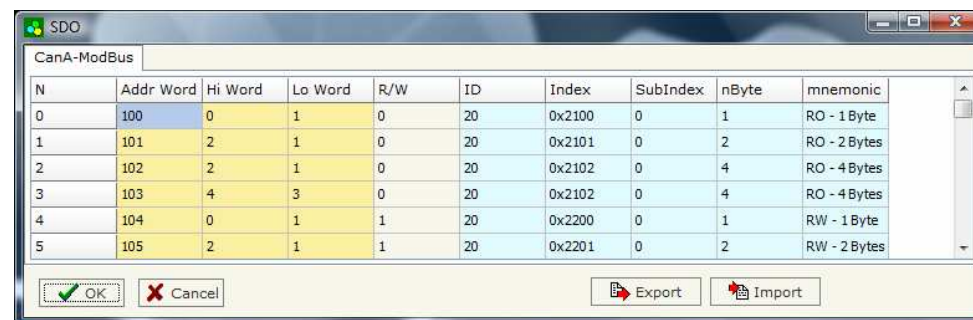 SDO
CanA-ModBus
N Addr Word Hi Word Lo Word R/W ID Index SubIndex nByte mnemonic
0 100 0 1 0 20 0x2100 0 1 RO - 1 Byte
1 101 2 1 0 20 0x2101 0 2 RO - 2 Bytes
2 102 2 1 0 20 0x2102 0 4 RO - 4 Bytes
3 103 4 3 0 20 0x2102 0 4 RO - 4 Bytes
4 104 0 1 1 20 0x2200 0 1 RW - 1 Byte
5 105 2 1 1 20 0x2201 0 2 RW - 2 Bytes
OK Cancel Export Import